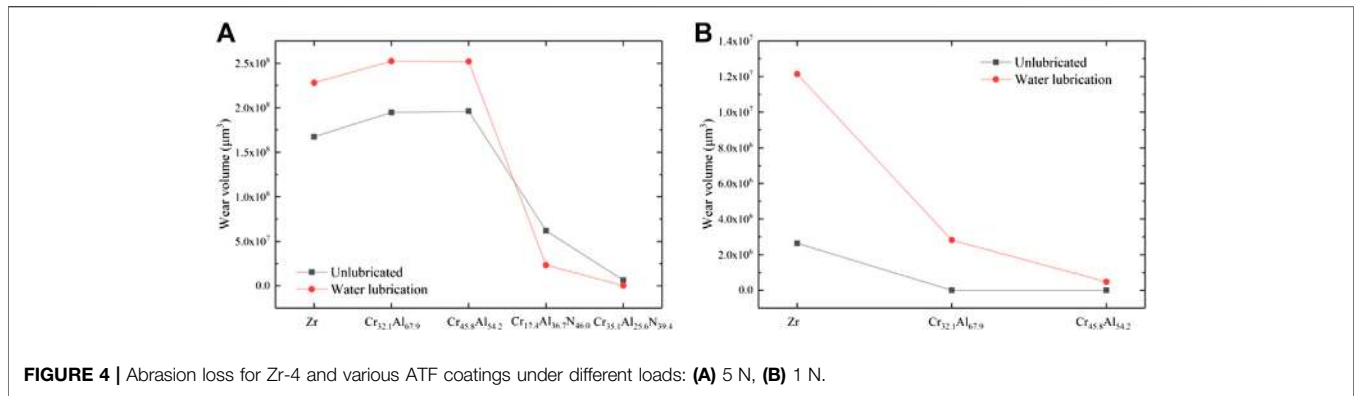 A
B
2.5x10⁸
2.0x10⁸
1.5x10⁸
1.0x10⁸
5.0x10⁷
0.0
Wear volume (μm³)
Unlubricated
Water lubrication
Zr
Cr₃₂.₁Al₆₇.₉
Cr₄₅.₈Al₅₄.₂
Cr₁₇.₄Al₃₆.₇N₄₆.₀
Cr₃₅.₁Al₂₅.₆N₃₉.₄
1.4x10⁷
1.2x10⁷
1.0x10⁷
8.0x10⁶
6.0x10⁶
4.0x10⁶
2.0x10⁶
0.0
Wear volume (μm³)
Unlubricated
Water lubrication
Zr
Cr₃₂.₁Al₆₇.₉
Cr₄₅.₈Al₅₄.₂
FIGURE 4 | Abrasion loss for Zr-4 and various ATF coatings under different loads: (A) 5 N, (B) 1 N.